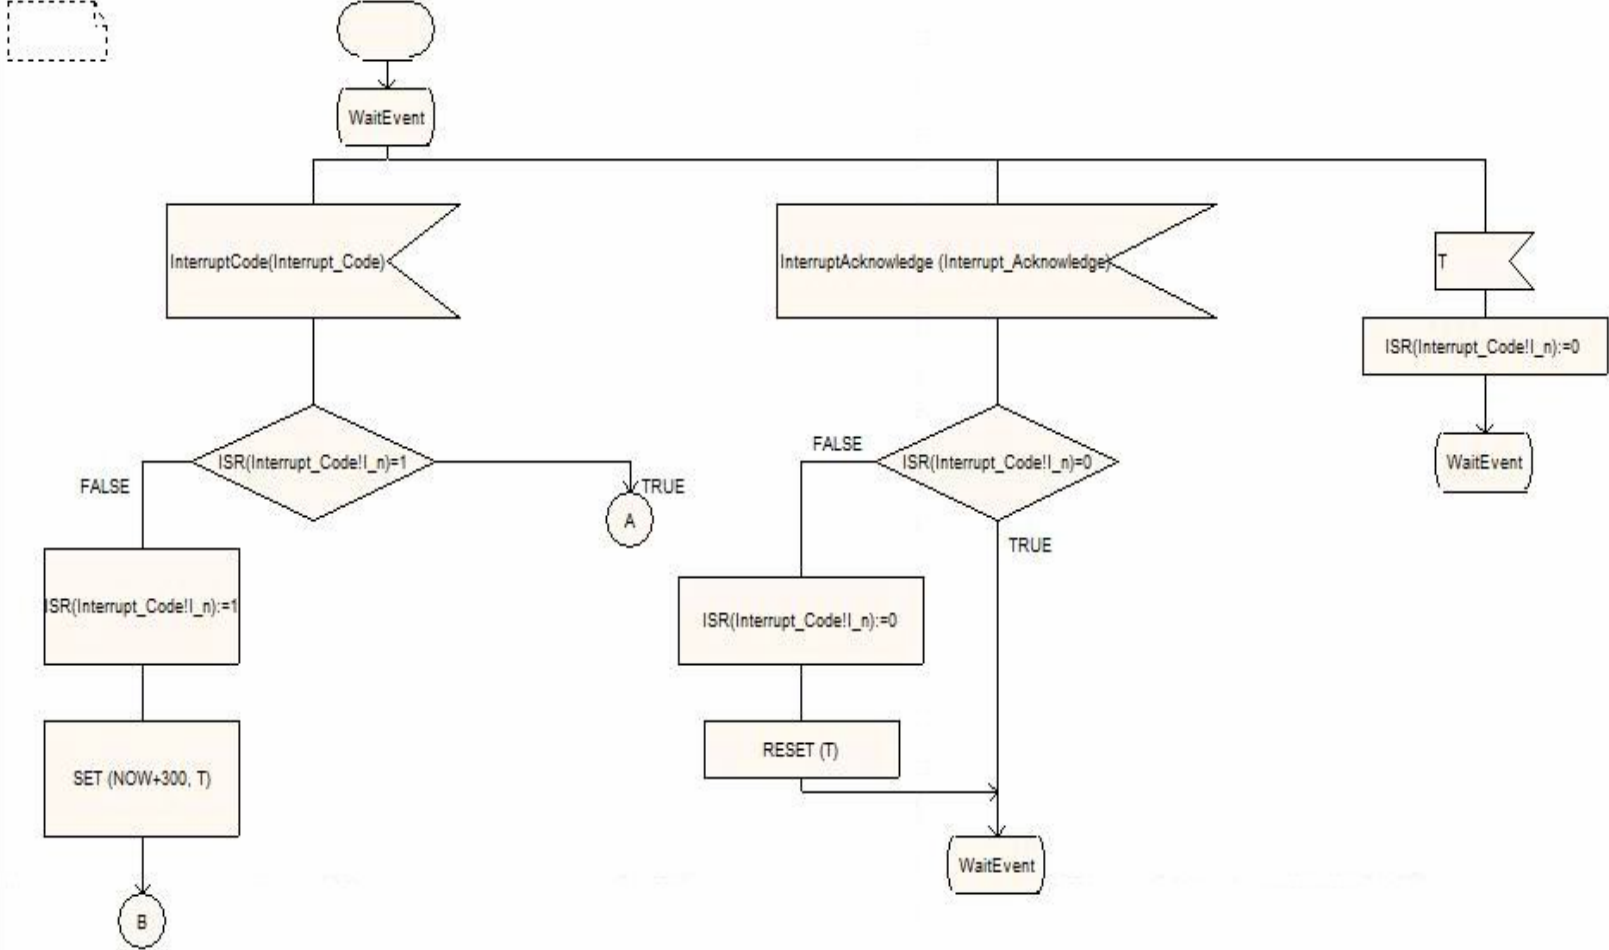 WaitEvent
InterruptCode(Interrupt_Code)
InterruptAcknowledge (Interrupt_Acknowledge)
T
ISR(Interrupt_Code!I_n):=0
WaitEvent
ISR(Interrupt_Code!I_n)=1
FALSE
TRUE
A
ISR(Interrupt_Code!I_n)=0
FALSE
TRUE
ISR(Interrupt_Code!I_n):=1
ISR(Interrupt_Code!I_n):=0
SET (NOW+300, T)
RESET (T)
WaitEvent
B